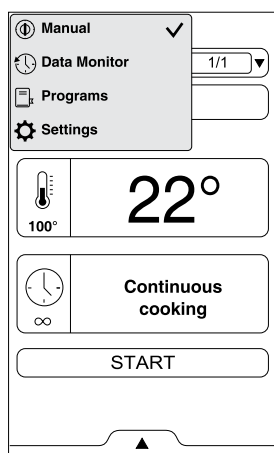 Manual
Data Monitor
1/1
Programs
Settings
100°
22°
∞
Continuous
cooking
START